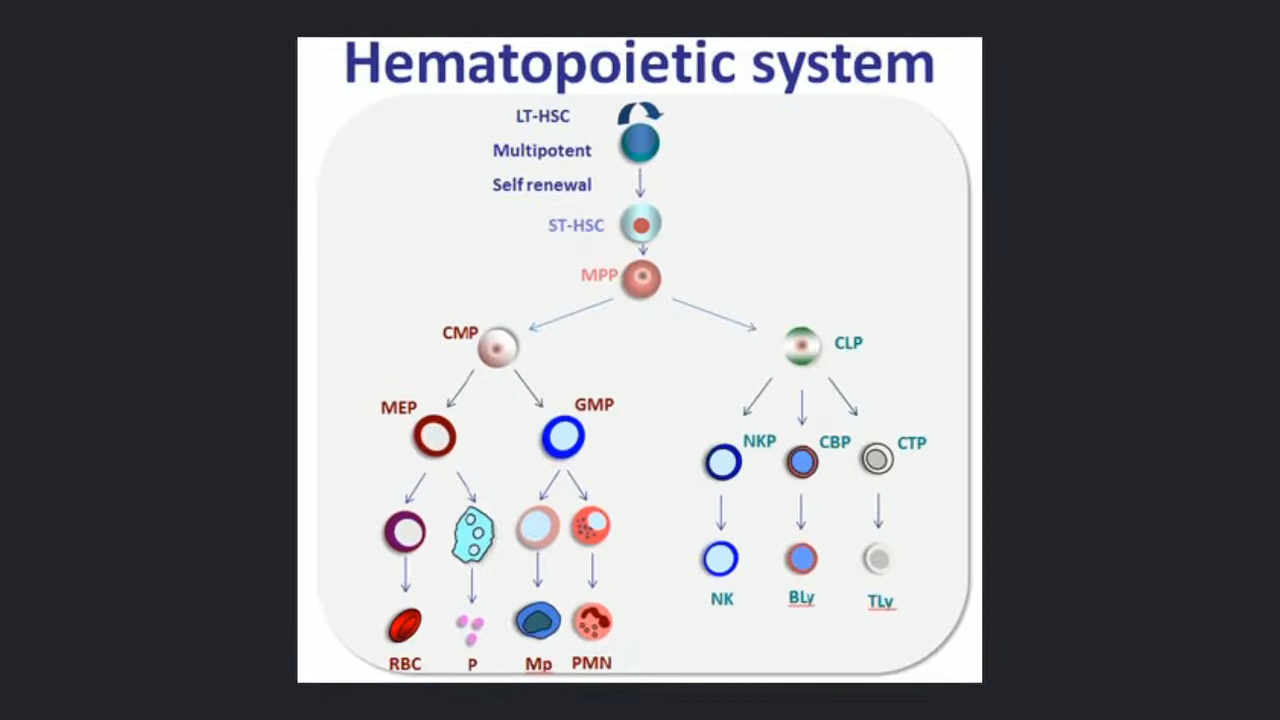 Hematopoietic system
LT-HSC
Multipotent
Self renewal
ST-HSC
MPP
CMP
CLP
MEP
GMP
NKP
CBP
CTP
NK
BLy
TLy
RBC
P
Mp
PMN